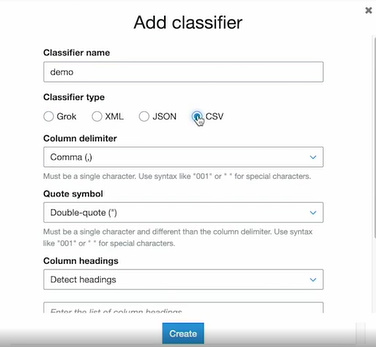 Add classifier
Classifier name
demo
Classifier type
Grok XML JSON CSV
Column delimiter
Comma (,)
Must be a single character. Use syntax like "001" or " " for special characters.
Quote symbol
Double-quote (")
Must be a single character and different than the column delimiter. Use syntax
like "001" or " " for special characters.
Column headings
Detect headings
Enter the list of column headings
Create